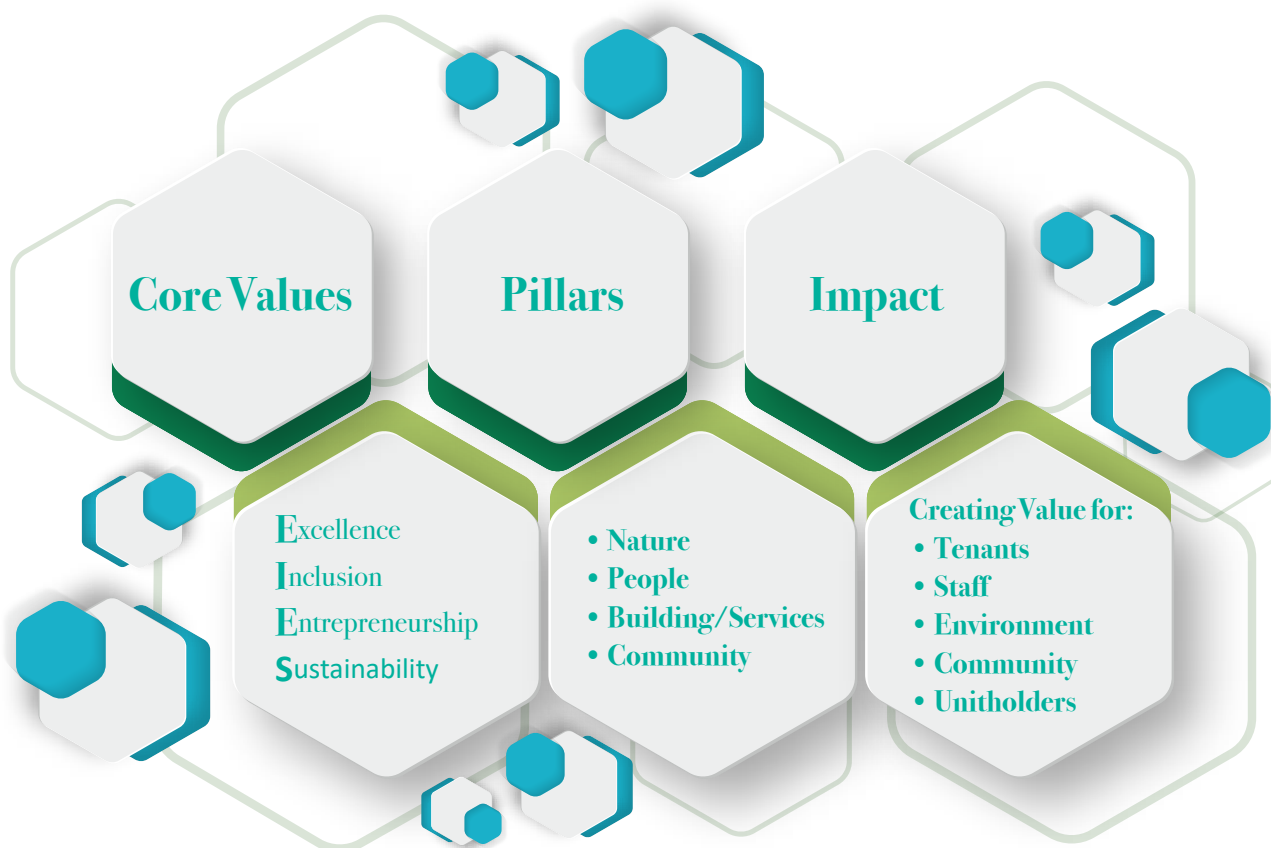 Core Values
Pillars
Impact
Excellence
Inclusion
Entrepreneurship
Sustainability
• Nature
• People
• Building/Services
• Community
Creating Value for:
• Tenants
• Staff
• Environment
• Community
• Unitholders